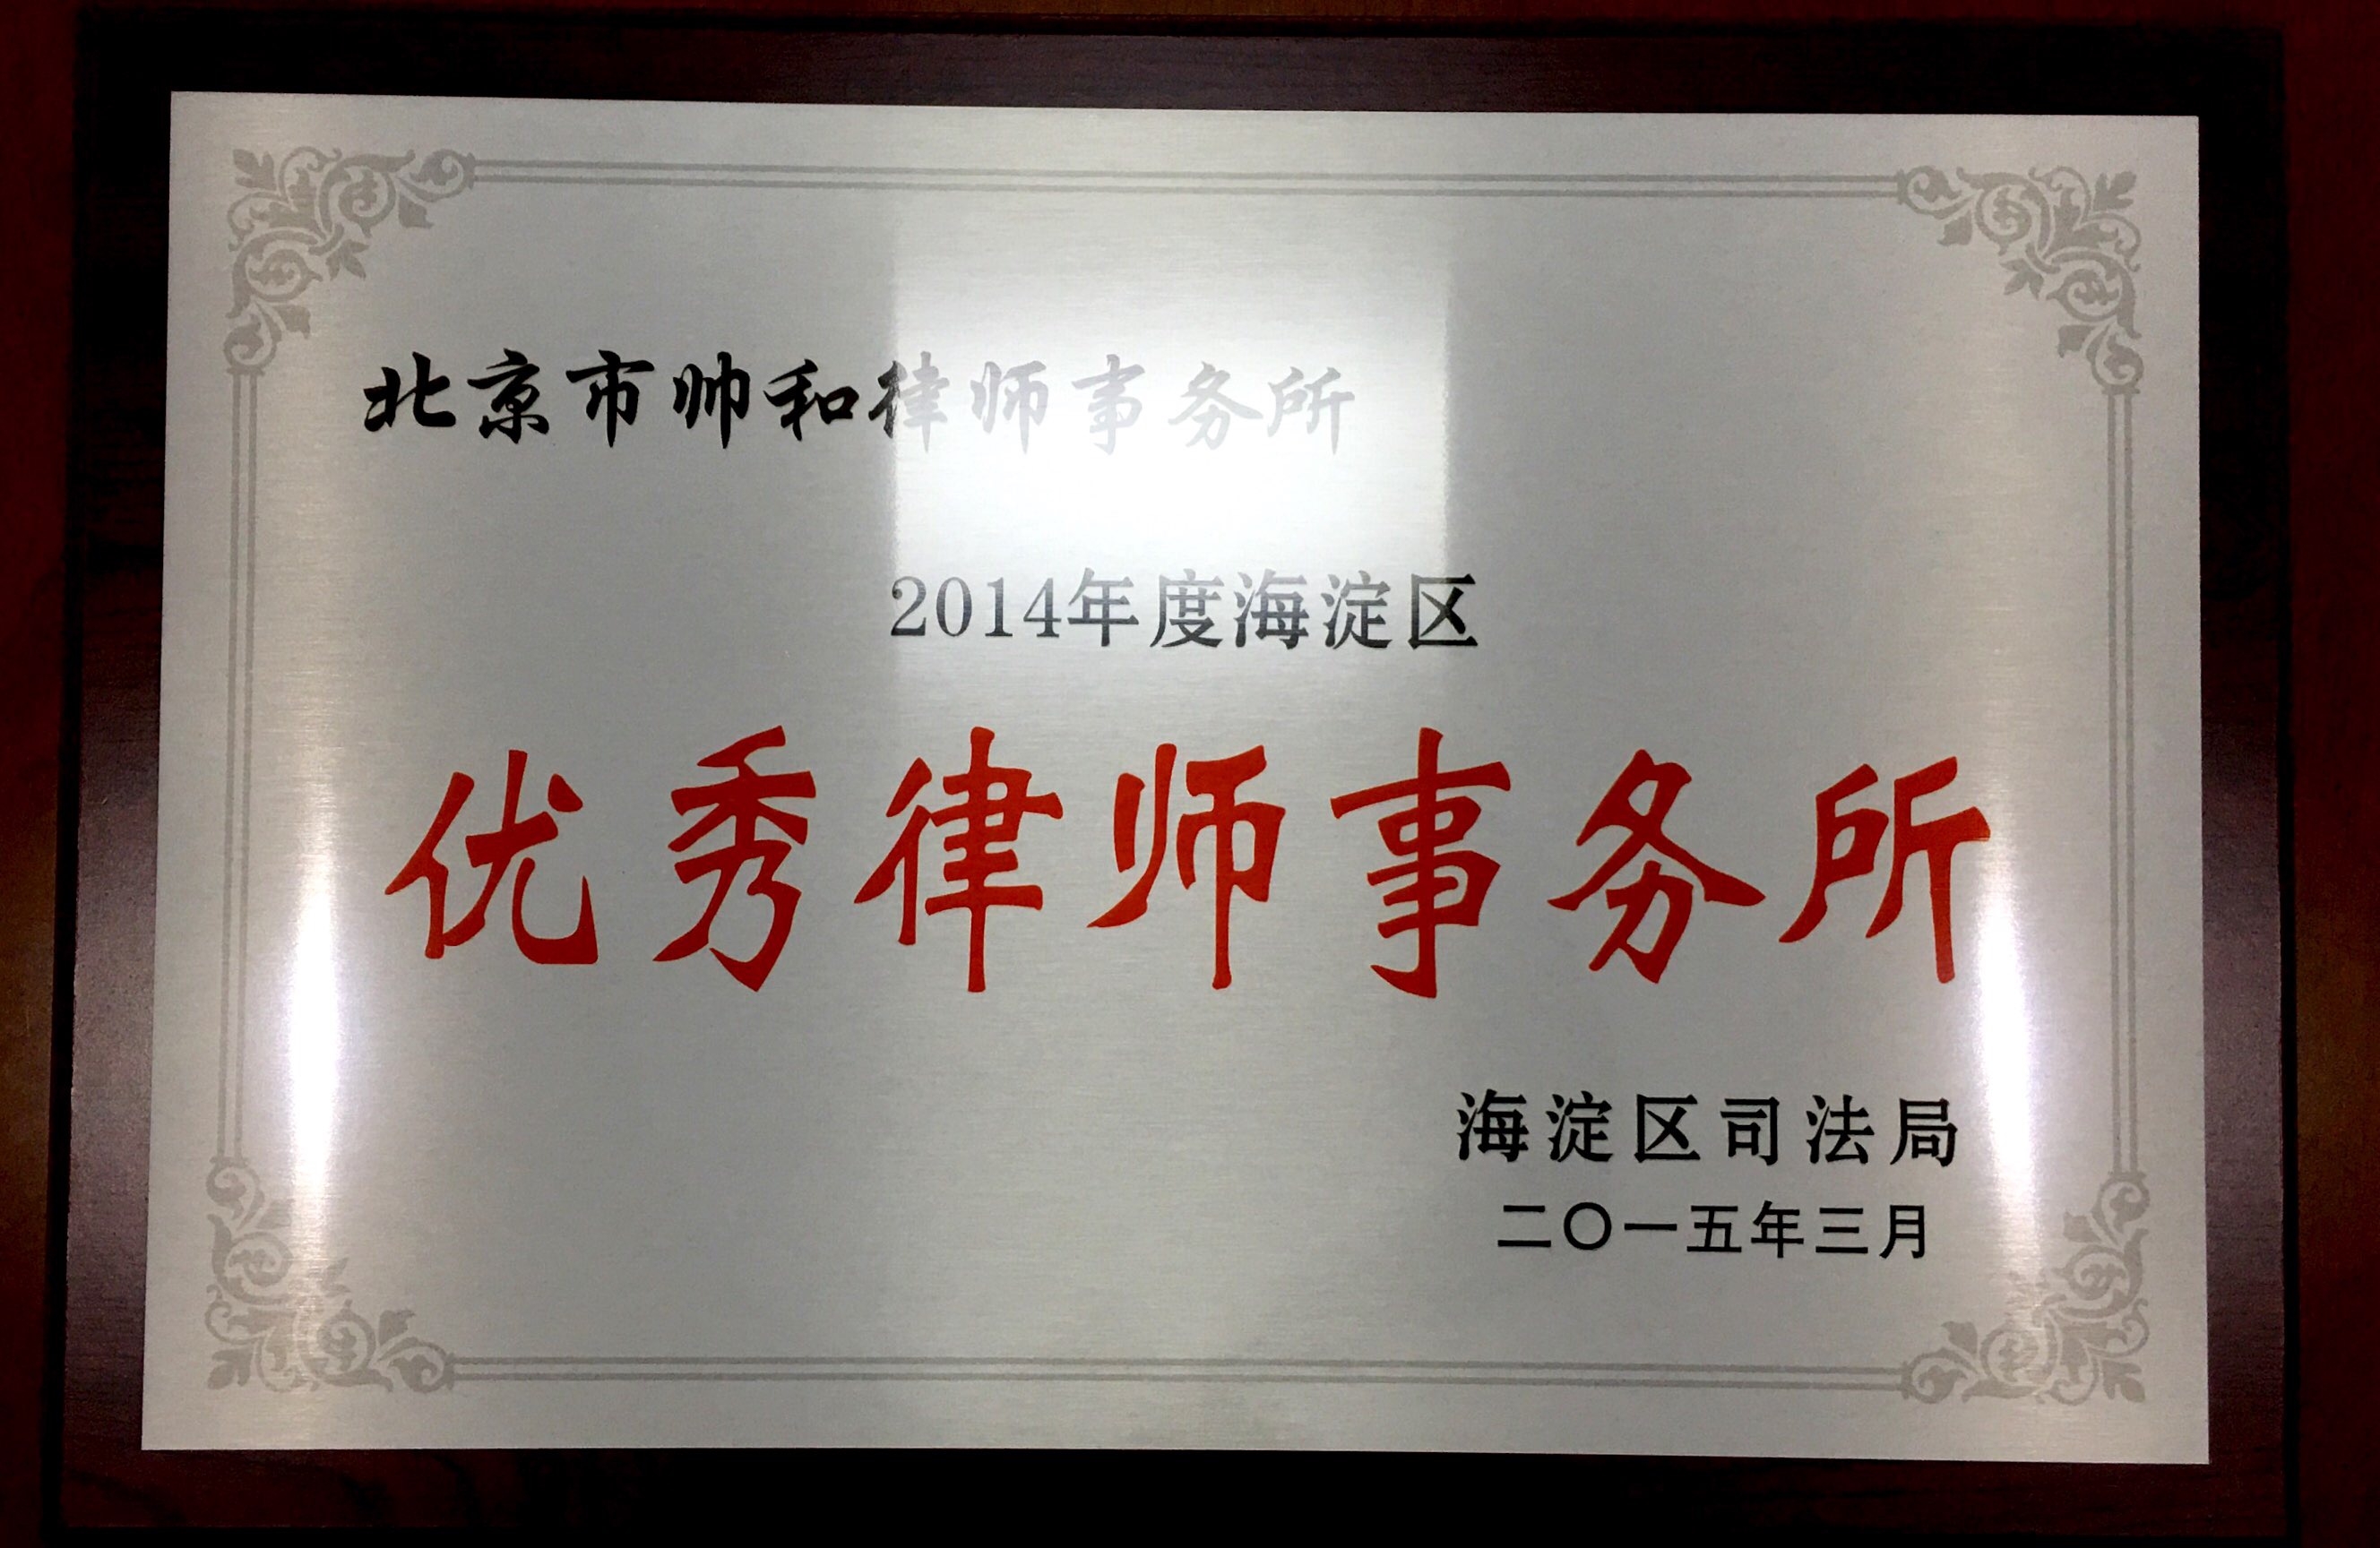 北京市帅和律师事务所
2014年度海淀区
优秀律师事务所
海淀区司法局
二〇一五年三月